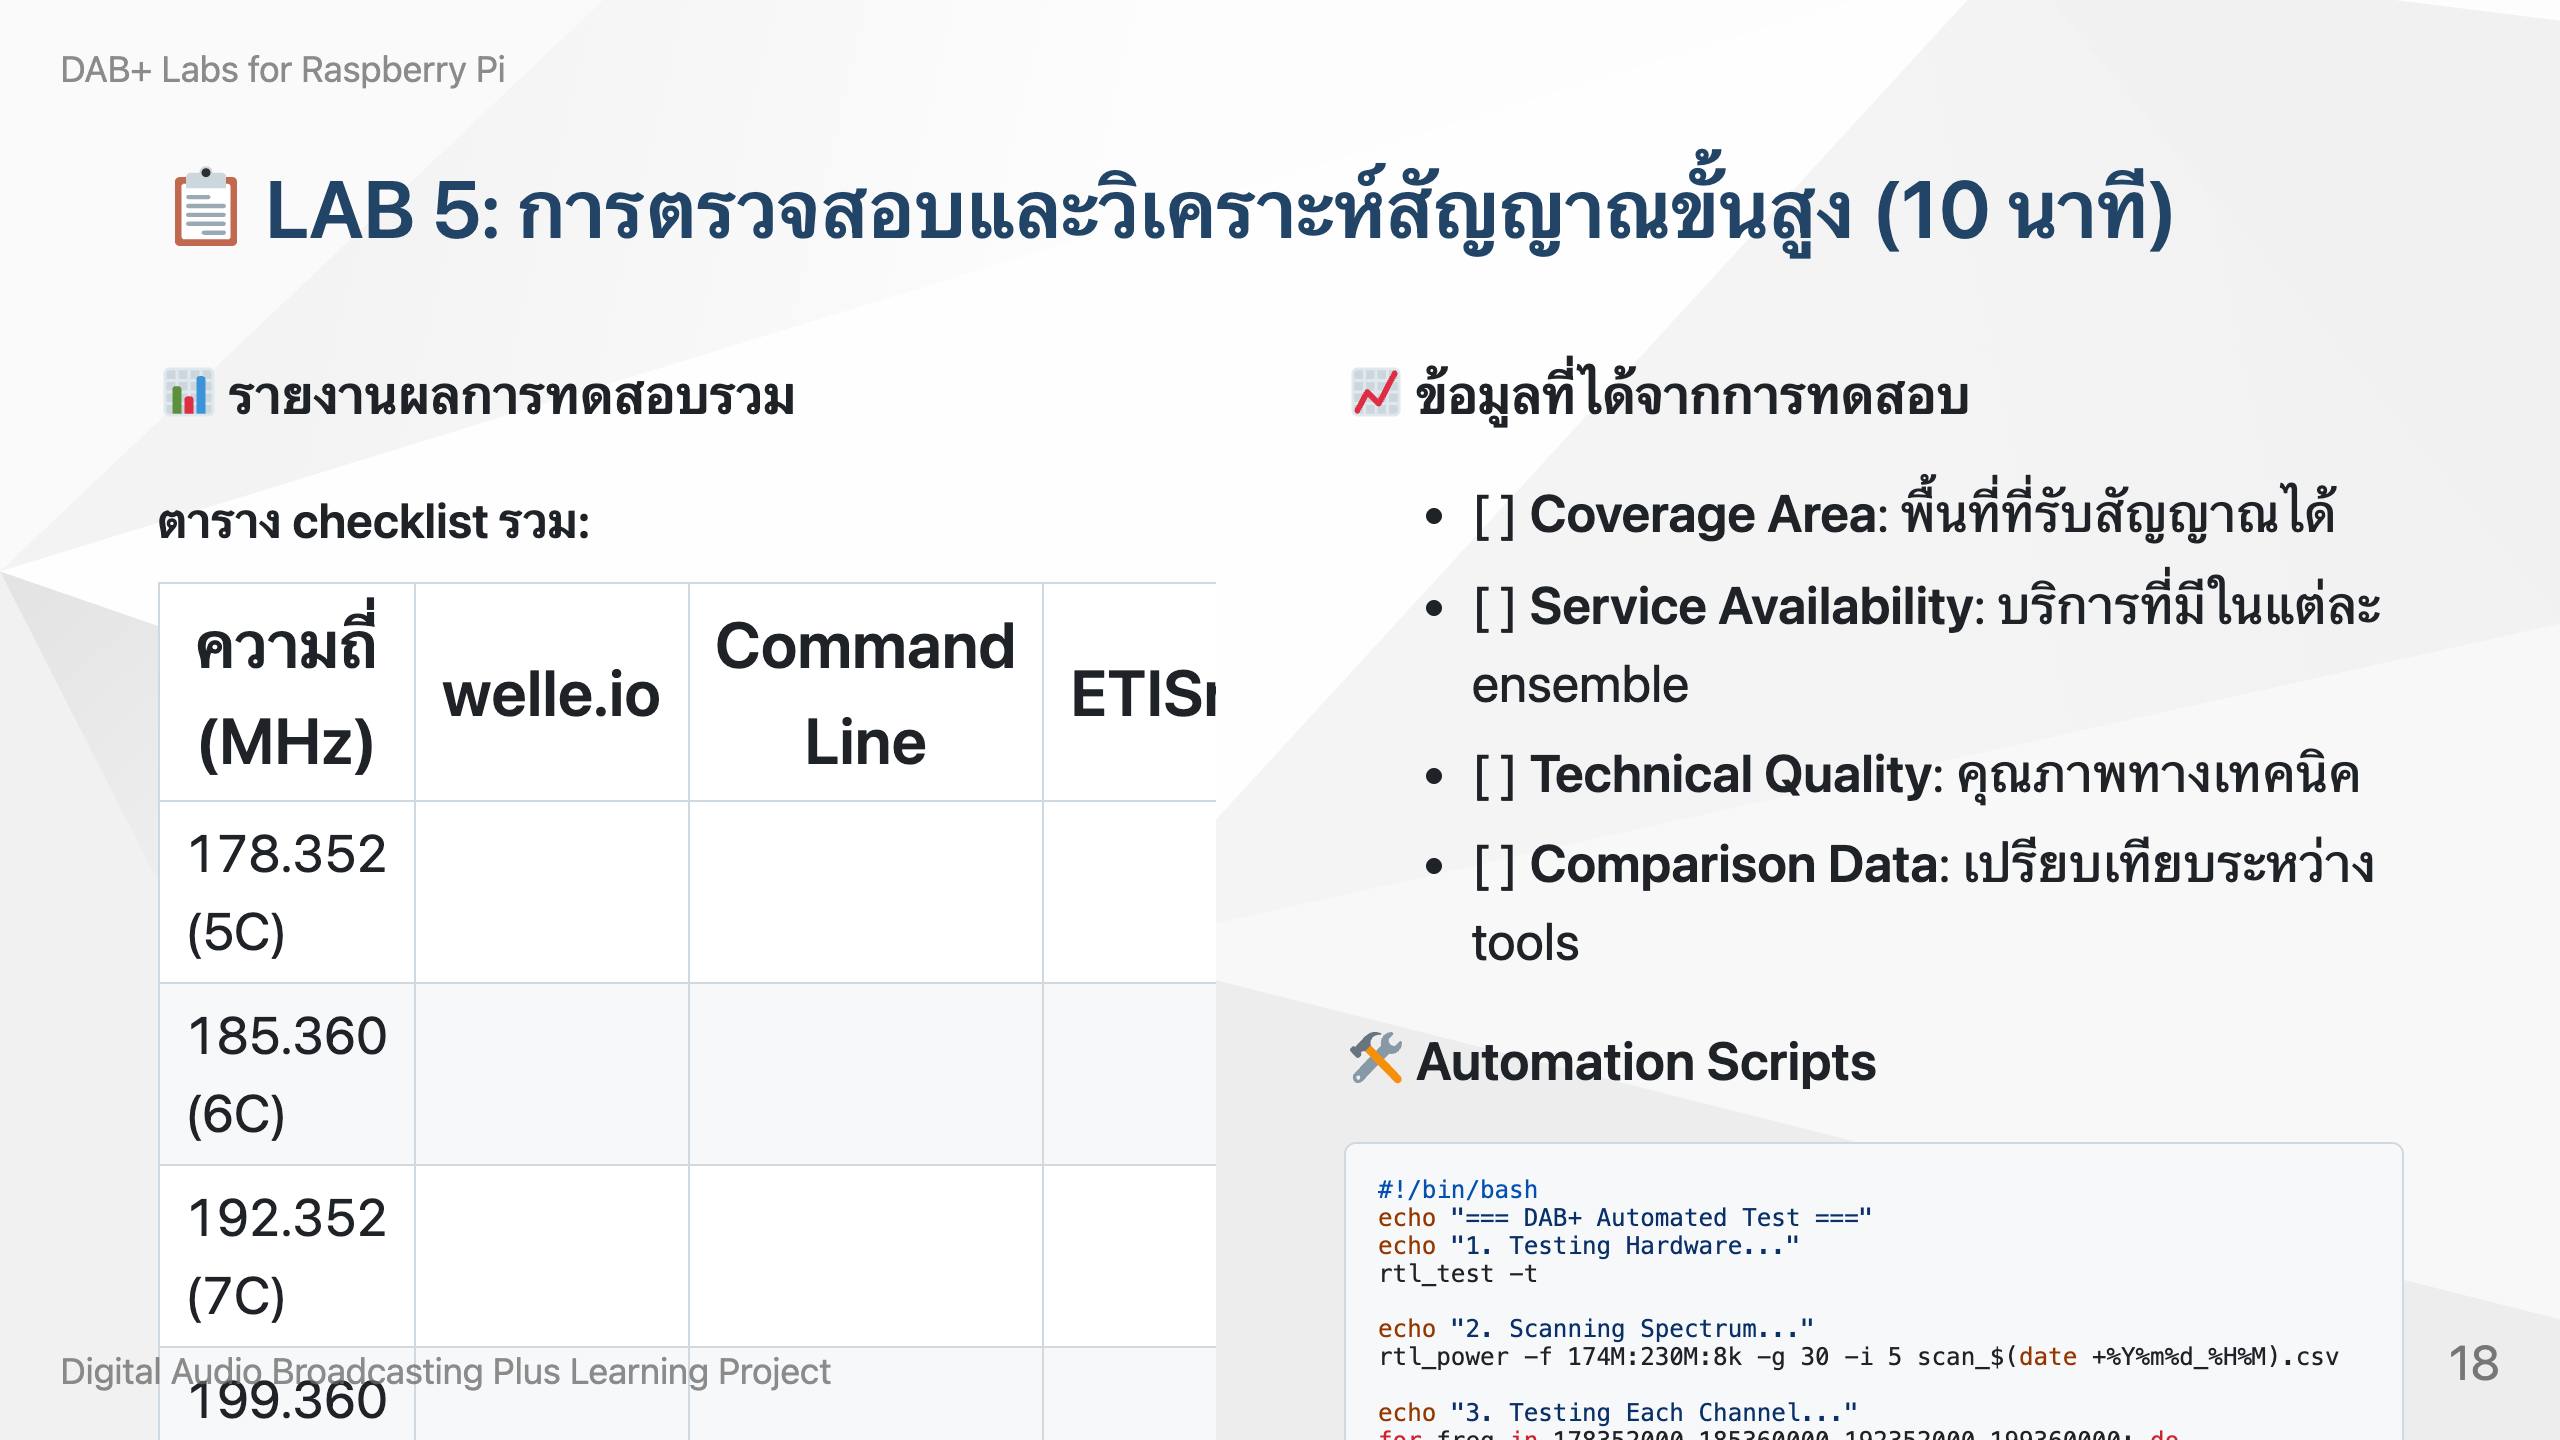 DAB+ Labs for Raspberry Pi
📋 LAB 5: การตรวจสอบและวิเคราะห์สัญญาณขั้นสูง (10 นาที)
📊 รายงานผลการทดสอบรวม
ตาราง checklist รวม:
ความถี่ (MHz) welle.io Command Line
178.352 (5C)
185.360 (6C)
192.352 (7C)
199.360
📈 ข้อมูลที่ได้จากการทดสอบ
• [ ] Coverage Area: พื้นที่ที่รับสัญญาณได้
• [ ] Service Availability: บริการที่มีในแต่ละ
ensemble
• [ ] Technical Quality: คุณภาพทางเทคนิค
• [ ] Comparison Data: เปรียบเทียบระหว่าง
tools
🛠️ Automation Scripts
#!/bin/bash
echo "=== DAB+ Automated Test ==="
echo "1. Testing Hardware..."
rtl_test -t
echo "2. Scanning Spectrum..."
rtl_power -f 174M:230M:8k -g 30 -i 5 scan_$(date +%Y%m%d_%H%M).csv
echo "3. Testing Each Channel..."
for freq in 178352000 185360000 192352000 199360000; do
Digital Audio Broadcasting Plus Learning Project
18